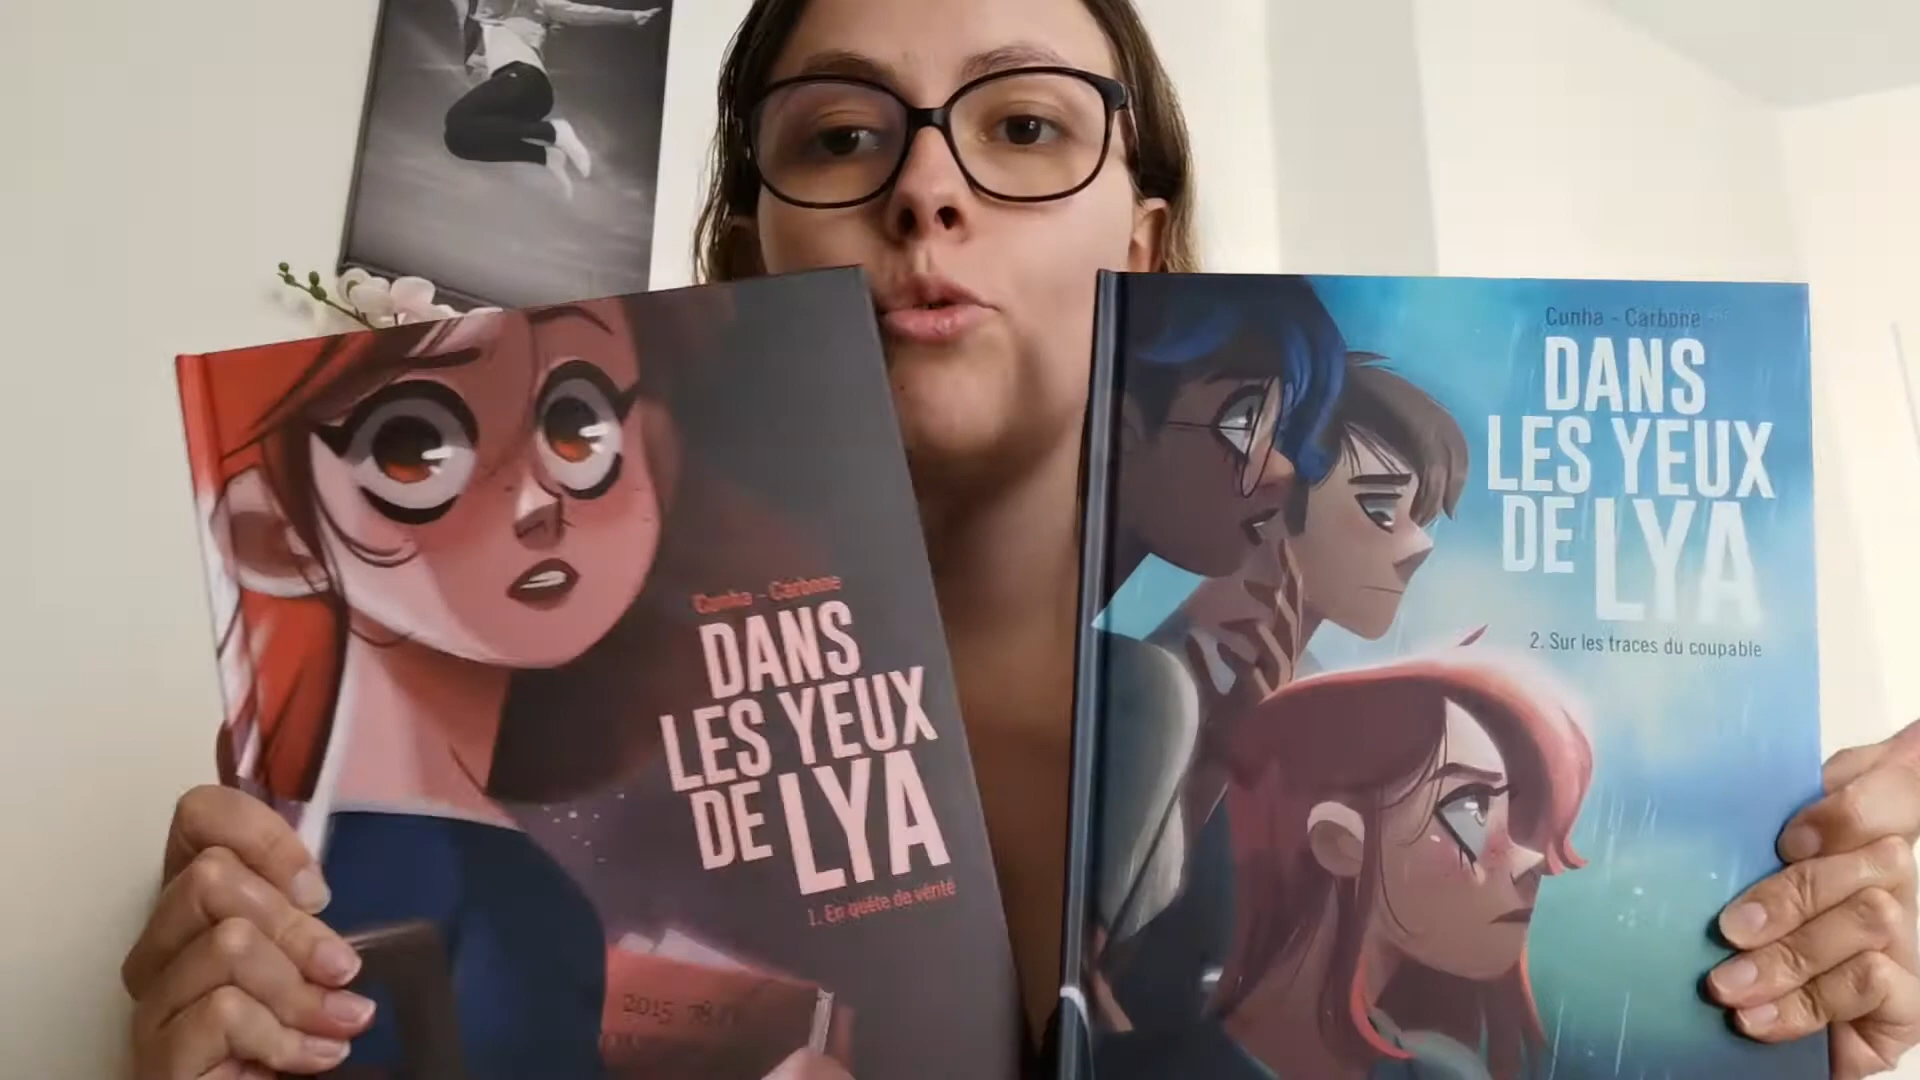 Cunha - Carbone
DANS
LES YEUX
DE LYA
1. En quête de vérité
2015
Cunha - Carbone
DANS
LES YEUX
DE LYA
2. Sur les traces du coupable